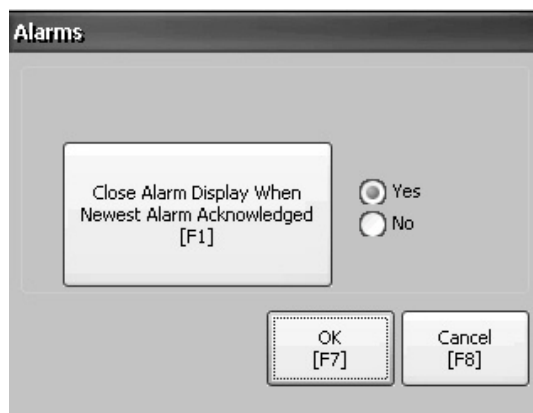 Alarms
Close Alarm Display When
Newest Alarm Acknowledged
[F1]
Yes
No
OK
[F7]
Cancel
[F8]